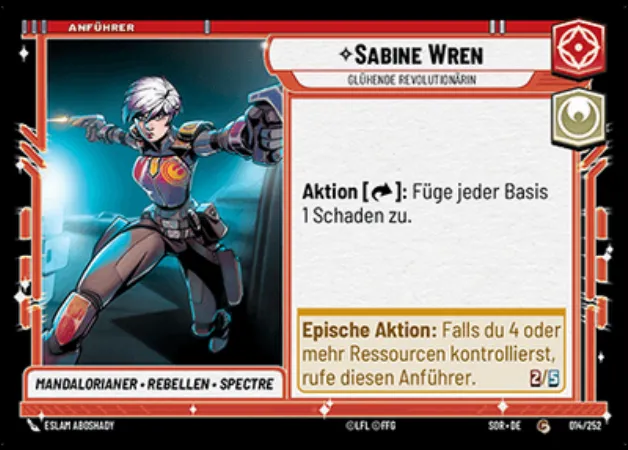 ANFÜHRER
SABINE WREN
GLÜHENDE REVOLUTIONÄRIN
Aktion [ ]: Füge jeder Basis
1 Schaden zu.
Epische Aktion: Falls du 4 oder
mehr Ressourcen kontrollierst,
rufe diesen Anführer. 2/5
MANDALORIANER • REBELLEN • SPECTRE
ESLAM ABOSHADY
©LFL ©FFG
SOR • DE C 014/252